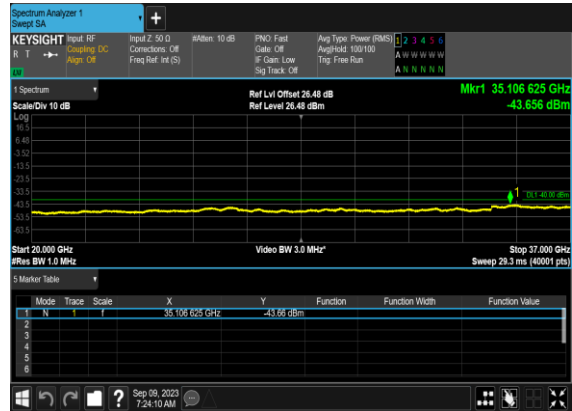 Spectrum Analyzer 1
Swept SA
+
KEYSIGHT Input: RF Input Z: 50 Ω #Atten: 10 dB PNO: Fast Avg Type: Power (RMS) 1 2 3 4 5 6
R T Coupling: DC Corrections: Off Gate: Off Avg|Hold: 100/100 A W W W W W
Align: Off Freq Ref: Int (S) IF Gain: Low Trig: Free Run
Sig Track: Off A N N N N N
1 Spectrum Ref Lvl Offset 26.48 dB Mkr1 35.106 625 GHz
Scale/Div 10 dB Ref Level 26.48 dBm -43.656 dBm
Log
16.5
6.48
-3.52
-13.5
-23.5
-33.5
-43.5
-53.5
-63.5
1
DL1 -40.00 dBm
Start 20.000 GHz Video BW 3.0 MHz* Stop 37.000 GHz
#Res BW 1.0 MHz Sweep 29.3 ms (40001 pts)
5 Marker Table
Mode Trace Scale X Y Function Function Width Function Value
1 N 1 f 35.106 625 GHz -43.66 dBm
2
3
4
5
6
? Sep 09, 2023
7:24:10 AM